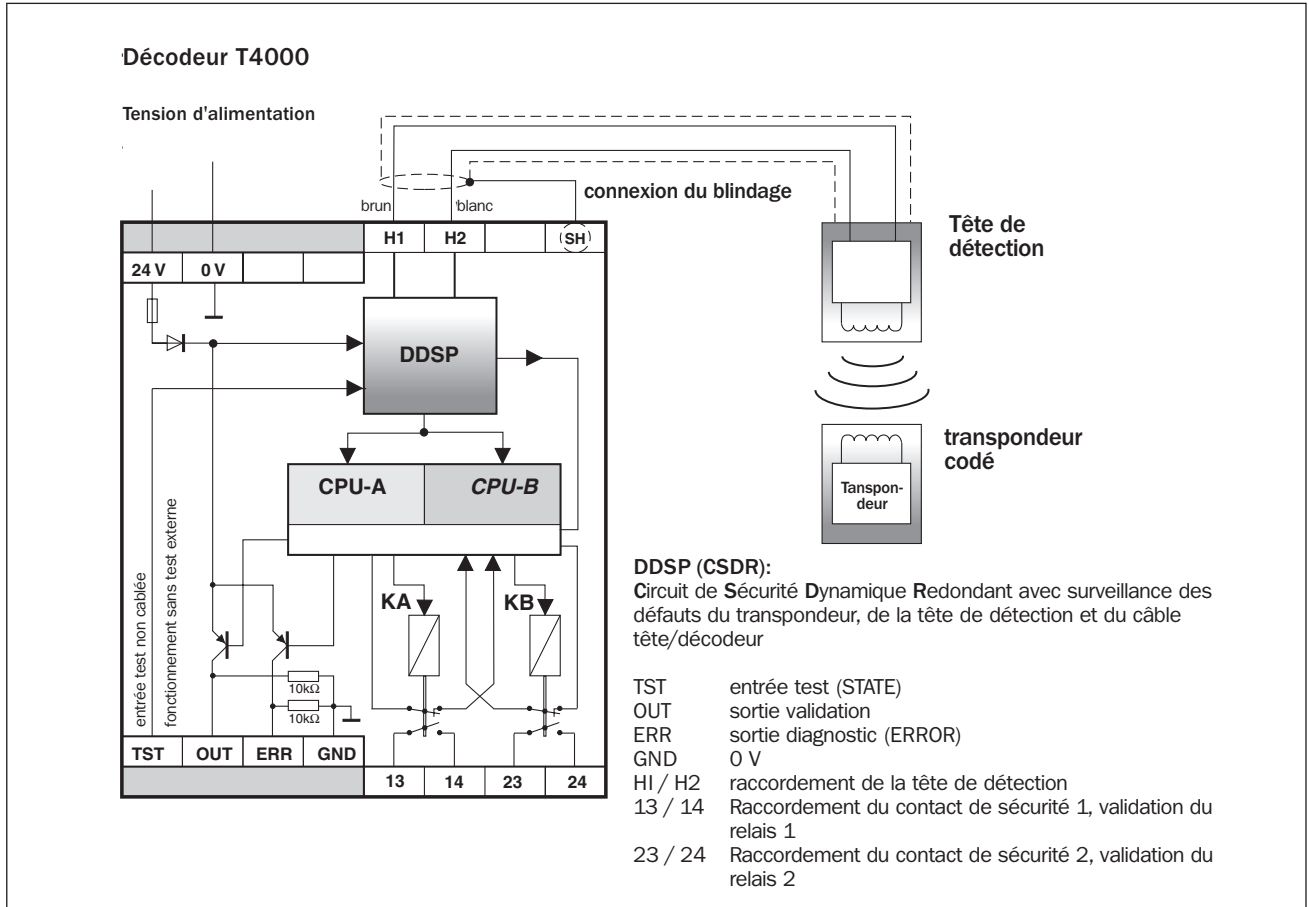 Décodeur T4000
Tension d'alimentation
connexion du blindage
brun
blanc
H1
H2
SH
24 V
0 V
Tête de
détection
DDSP
transpondeur
codé
Tanspon-
deur
CPU-A
CPU-B
KA
KB
entrée test non cablée
fonctionnement sans test externe
10kΩ
10kΩ
TST
OUT
ERR
GND
13
14
23
24
DDSP (CSDR):
Circuit de Sécurité Dynamique Redondant avec surveillance des
défauts du transpondeur, de la tête de détection et du câble
tête/décodeur
TST entrée test (STATE)
OUT sortie validation
ERR sortie diagnostic (ERROR)
GND 0 V
HI / H2 raccordement de la tête de détection
13 / 14 Raccordement du contact de sécurité 1, validation du
relais 1
23 / 24 Raccordement du contact de sécurité 2, validation du
relais 2